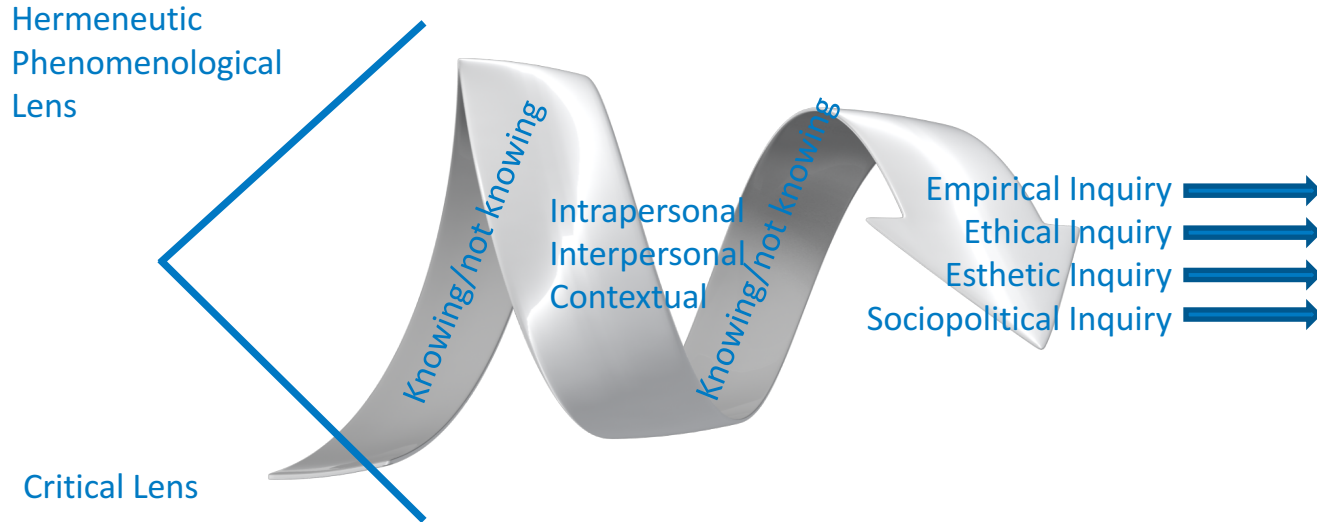 Hermeneutic
Phenomenological
Lens
Knowing/not knowing
Intrapersonal
Interpersonal
Contextual
Knowing/not knowing
Empirical Inquiry
Ethical Inquiry
Esthetic Inquiry
Sociopolitical Inquiry
Critical Lens